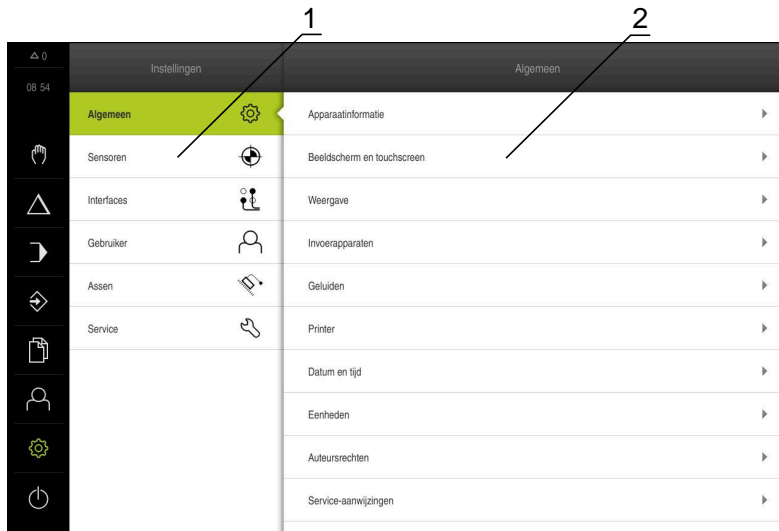 1
2
0
08 54
Instellingen
Algemeen
Algemeen
Sensoren
Interfaces
Gebruiker
Assen
Service
Apparaatinformatie
Beeldscherm en touchscreen
Weergave
Invoerapparaten
Geluiden
Printer
Datum en tijd
Eenheden
Auteursrechten
Service-aanwijzingen